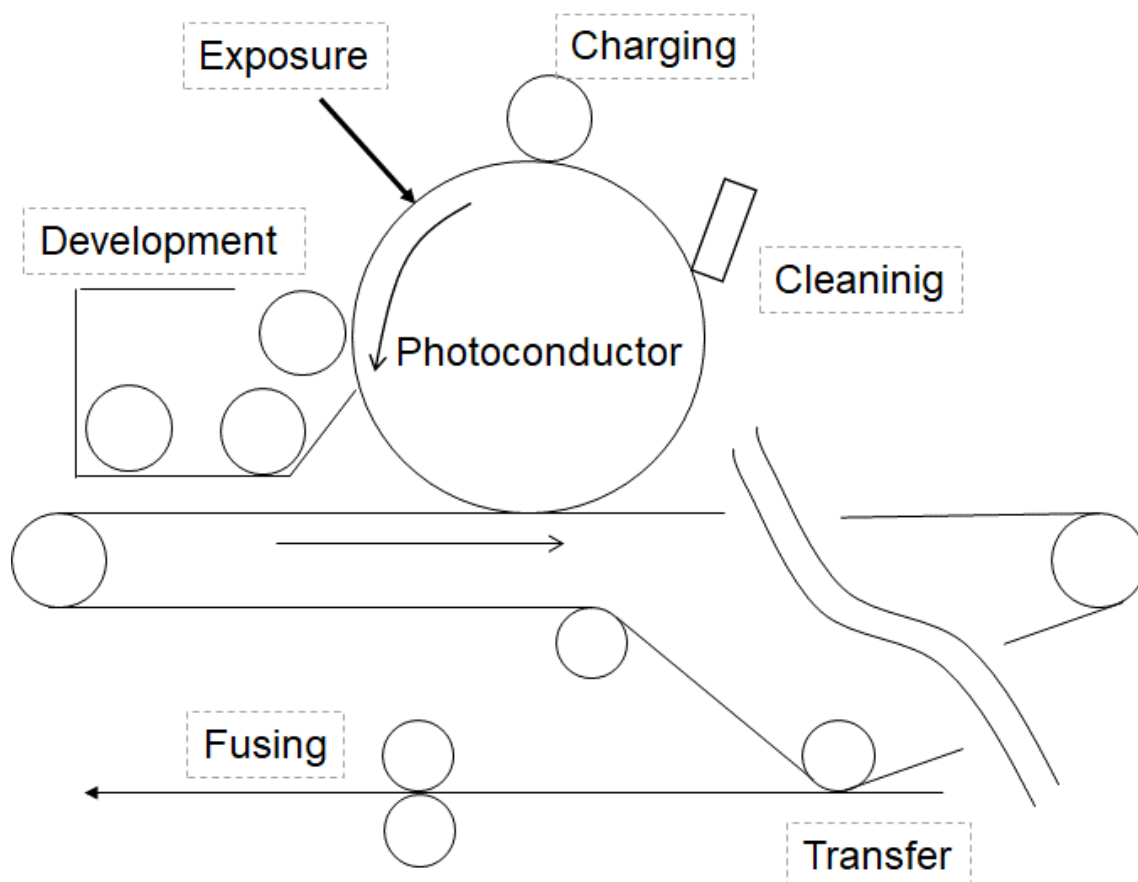 Charging
Exposure
Development
Cleaninig
Photoconductor
Fusing
Transfer